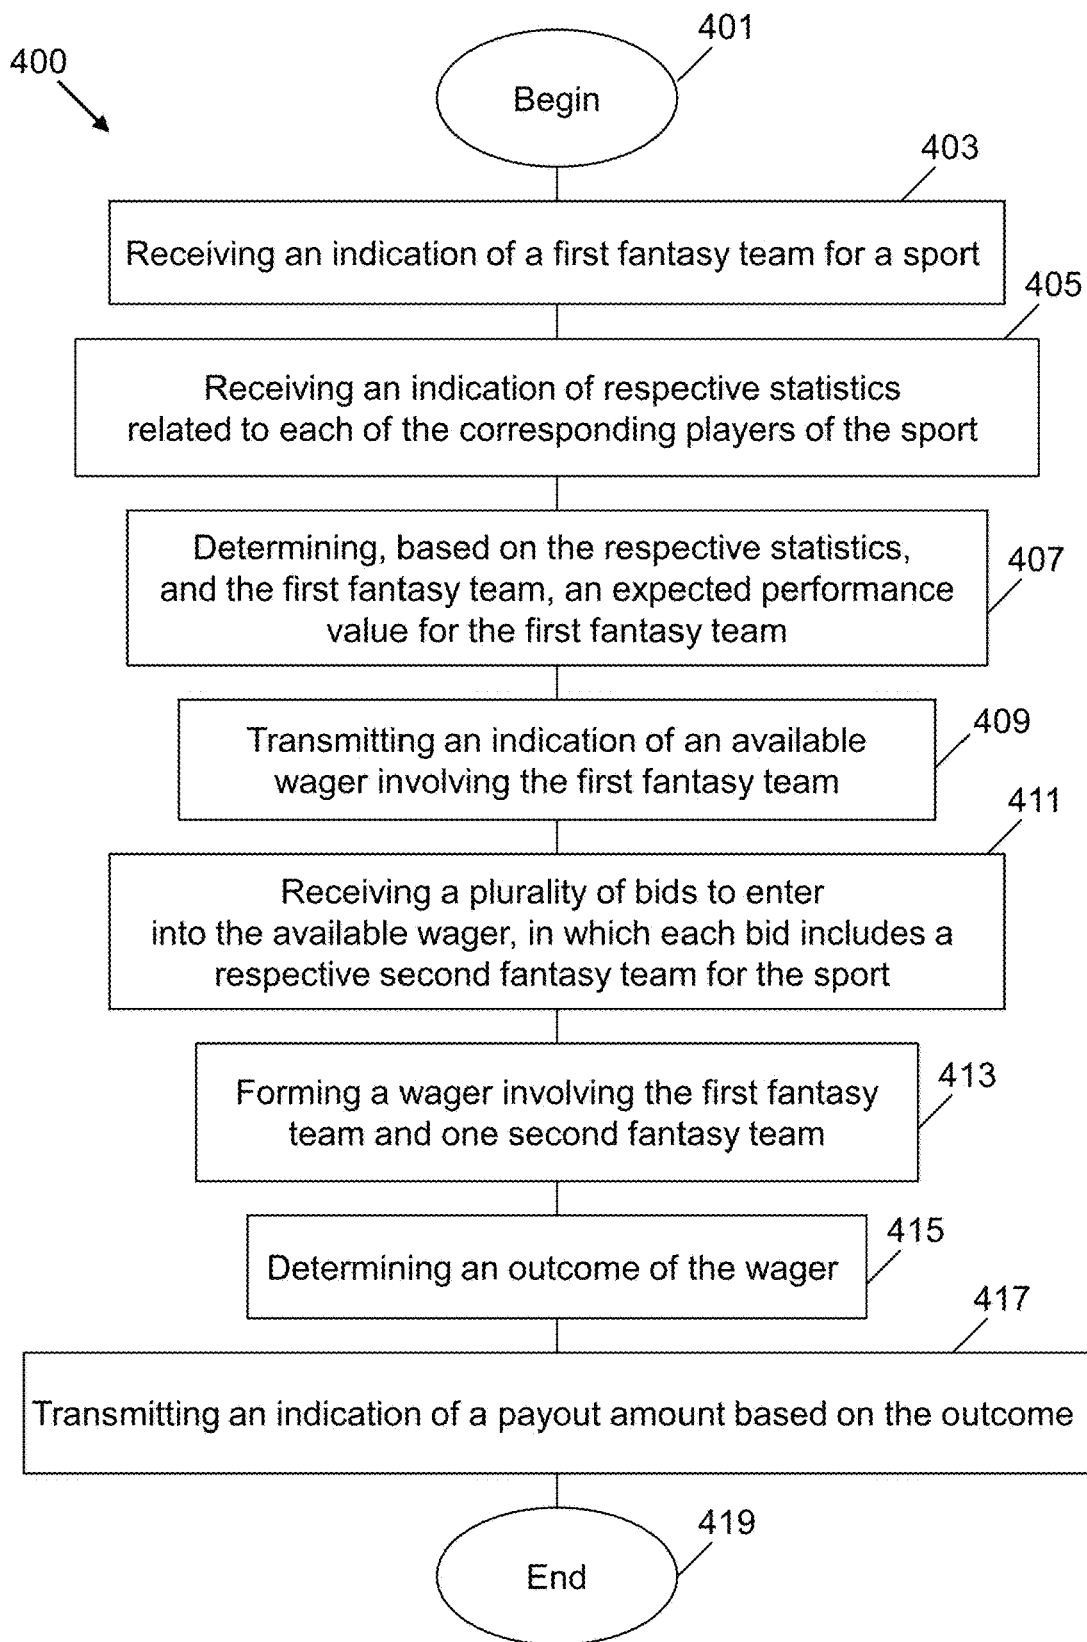 401
400
Begin
403
Receiving an indication of a first fantasy team for a sport
405
Receiving an indication of respective statistics
related to each of the corresponding players of the sport
Determining, based on the respective statistics,
and the first fantasy team, an expected performance
value for the first fantasy team
407
Transmitting an indication of an available
wager involving the first fantasy team
409
411
Receiving a plurality of bids to enter
into the available wager, in which each bid includes a
respective second fantasy team for the sport
Forming a wager involving the first fantasy
team and one second fantasy team
413
Determining an outcome of the wager
415
417
Transmitting an indication of a payout amount based on the outcome
419
End